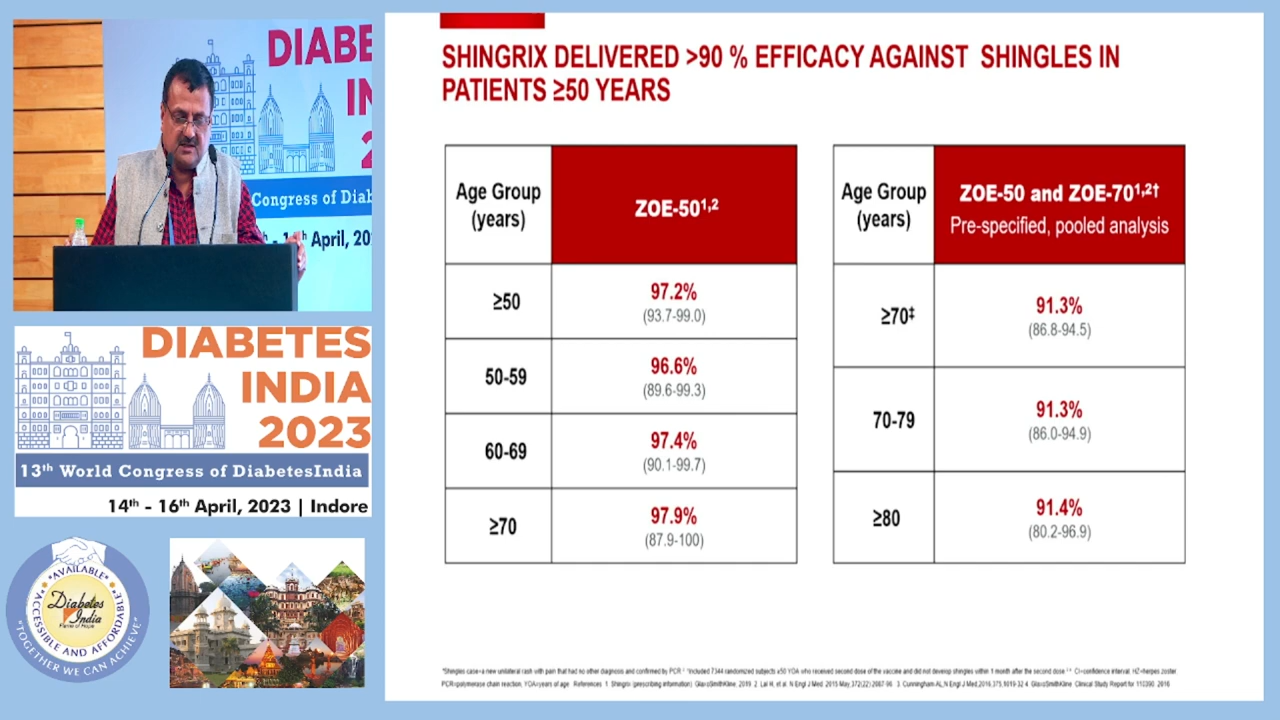 DIABE
IN
2
Congress of Diab
April, 20
DIABETES
INDIA
2023
13th World Congress of DiabetesIndia
14th - 16th April, 2023 | Indore
"AVAILABLE"
"ACCESSIBLE AND AFFORDABLE"
Diabetes
India
"TOGETHER WE CAN ACHIEVE"
SHINGRIX DELIVERED >90 % EFFICACY AGAINST SHINGLES IN
PATIENTS ≥50 YEARS
Age Group
(years)
ZOE-50¹,²
≥50
97.2%
(93.7-99.0)
50-59
96.6%
(89.6-99.3)
60-69
97.4%
(90.1-99.7)
≥70
97.9%
(87.9-100)
Age Group
(years)
ZOE-50 and ZOE-70¹,²†
Pre-specified, pooled analysis
≥70‡
91.3%
(86.8-94.5)
70-79
91.3%
(86.0-94.9)
≥80
91.4%
(80.2-96.9)